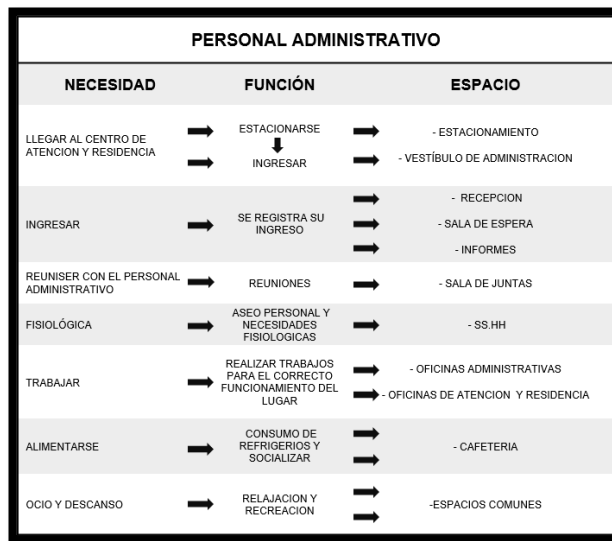 PERSONAL ADMINISTRATIVO
NECESIDAD FUNCIÓN ESPACIO
LLEGAR AL CENTRO DE
ATENCION Y RESIDENCIA
ESTACIONARSE
INGRESAR
- ESTACIONAMIENTO
- VESTÍBULO DE ADMINISTRACION
INGRESAR
SE REGISTRA SU
INGRESO
- RECEPCION
- SALA DE ESPERA
- INFORMES
REUNISER CON EL PERSONAL
ADMINISTRATIVO
REUNIONES
- SALA DE JUNTAS
FISIOLÓGICA
ASEO PERSONAL Y
NECESIDADES
FISIOLOGICAS
- SS.HH
TRABAJAR
REALIZAR TRABAJOS
PARA EL CORRECTO
FUNCIONAMIENTO DEL
LUGAR
- OFICINAS ADMINISTRATIVAS
- OFICINAS DE ATENCION Y RESIDENCIA
ALIMENTARSE
CONSUMO DE
REFRIGERIOS Y
SOCIALIZAR
- CAFETERIA
OCIO Y DESCANSO
RELAJACION Y
RECREACION
-ESPACIOS COMUNES